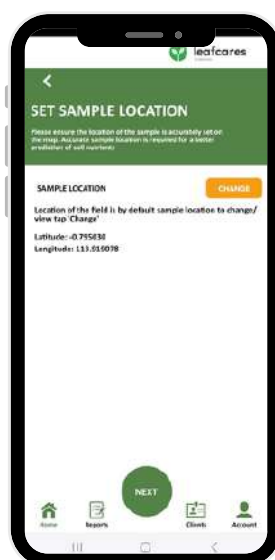 leafcares
SET SAMPLE LOCATION
Please ensure the location of the sample is accurately set on
the map. Accurate sample location is required for a better
prediction of soil nutrients
SAMPLE LOCATION
CHANGE
Location of the field is by default sample location to change/
view tap 'Change'
Latitude: -0.795030
Longitude: 113.919098
NEXT
Home
Reports
Clients
Account